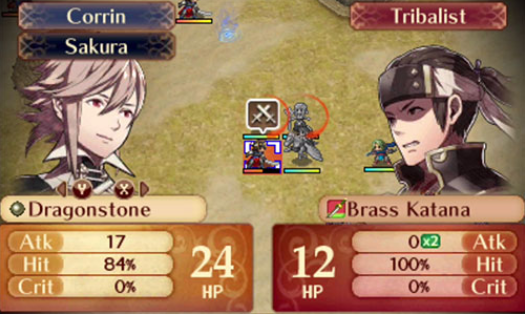 Corrin
Sakura
Tribalist
Y X
Dragonstone
Brass Katana
Atk 17
Hit 84%
Crit 0%
24
HP
12
HP
0 x2 Atk
100% Hit
0% Crit